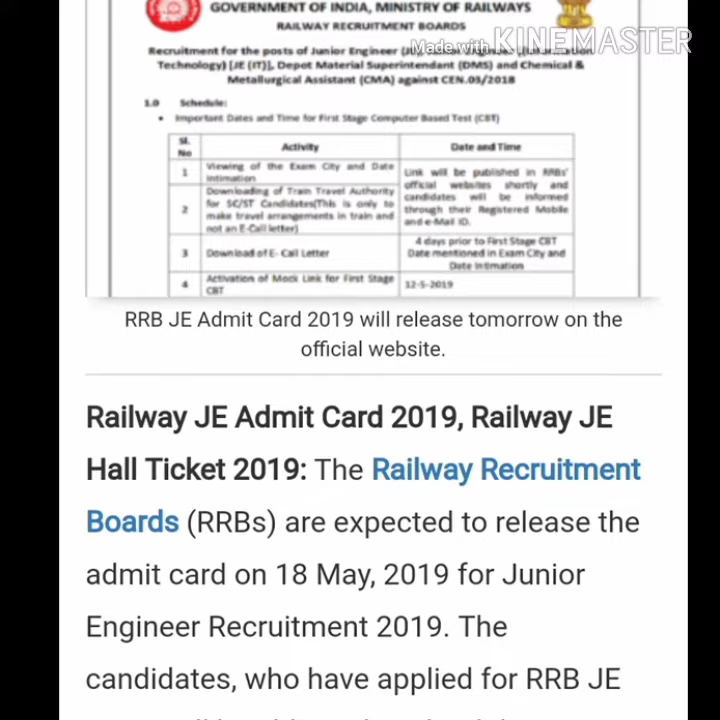 GOVERNMENT OF INDIA, MINISTRY OF RAILWAYS
RAILWAY RECRUITMENT BOARDS
Made with KINEMASTER
Recruitment for the posts of Junior Engineer
Technology) [JE (IT)], Depot Material Superintendant (DMS) and Chemical &
Metallurgical Assistant (CMA) against CEN.03/2018
1.0 Schedule:
• Important Dates and Time for First Stage Computer Based Test (CBT)
Sl. No Activity Date and Time
1 Viewing of the Exam City and Date Intimation
Link will be published in RRBs'
official websites shortly and
candidates will be informed
through their Registered Mobile
and e-Mail ID.
2 Downloading of Train Travel Authority
for SC/ST Candidates(This is only to
make travel arrangements in train and
not an E-Call letter)
3 Download of E- Call Letter
4 days prior to First Stage CBT
Date mentioned in Exam City and
Date Intimation
4 Activation of Mock Link for First Stage
CBT
12-5-2019
RRB JE Admit Card 2019 will release tomorrow on the
official website.
Railway JE Admit Card 2019, Railway JE
Hall Ticket 2019: The Railway Recruitment
Boards (RRBs) are expected to release the
admit card on 18 May, 2019 for Junior
Engineer Recruitment 2019. The
candidates, who have applied for RRB JE